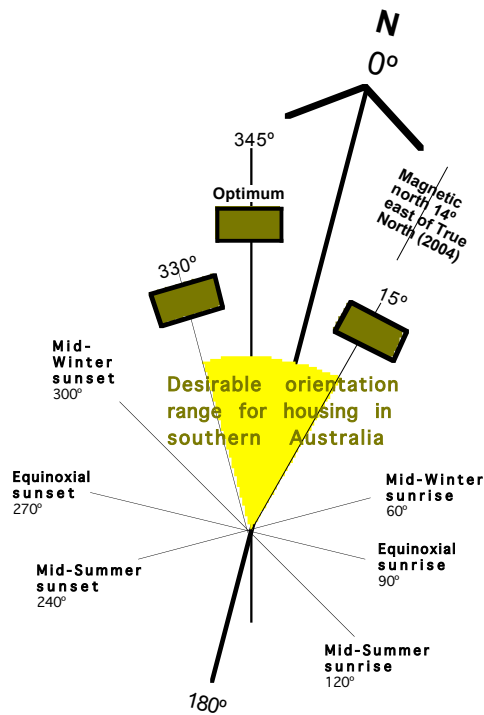 N
0º
345º
Optimum
Magnetic
north 14º
east of True
North (2004)
330º
15º
Mid-
Winter
sunset
300º
Desirable orientation
range for housing in
southern Australia
Equinoxial
sunset
270º
Mid-Winter
sunrise
60º
Mid-Summer
sunset
240º
Equinoxial
sunrise
90º
Mid-Summer
sunrise
120º
180º